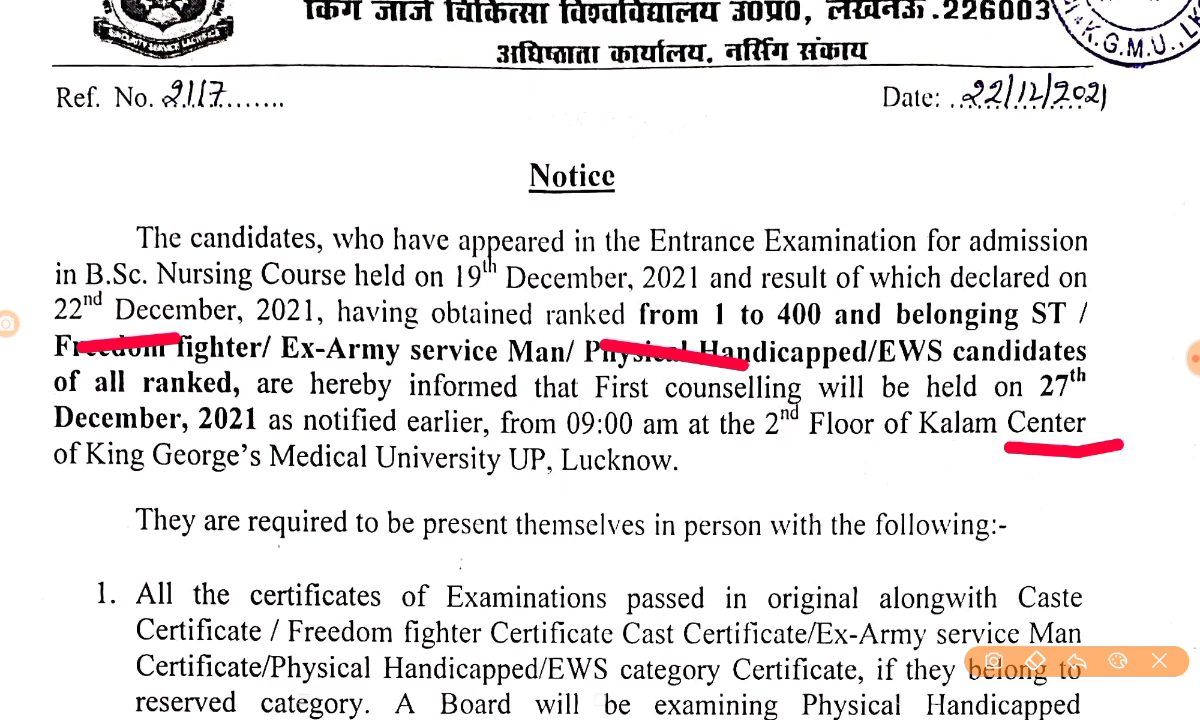 किंग जार्ज चिकित्सा विश्वविद्यालय उ0प्र0, लखनऊ.226003
K.G.M.U., LK
अधिष्ठाता कार्यालय, नर्सिंग संकाय
Ref. No. 2117....... Date: ..22/12/2021
Notice
The candidates, who have appeared in the Entrance Examination for admission
in B.Sc. Nursing Course held on 19th December, 2021 and result of which declared on
22nd December, 2021, having obtained ranked from 1 to 400 and belonging ST /
Freedom fighter/ Ex-Army service Man/ Physical Handicapped/EWS candidates
of all ranked, are hereby informed that First counselling will be held on 27th
December, 2021 as notified earlier, from 09:00 am at the 2nd Floor of Kalam Center
of King George's Medical University UP, Lucknow.
They are required to be present themselves in person with the following:-
1. All the certificates of Examinations passed in original alongwith Caste
Certificate / Freedom fighter Certificate Cast Certificate/Ex-Army service Man
Certificate/Physical Handicapped/EWS category Certificate, if they belong to
reserved category. A Board will be examining Physical Handicapped